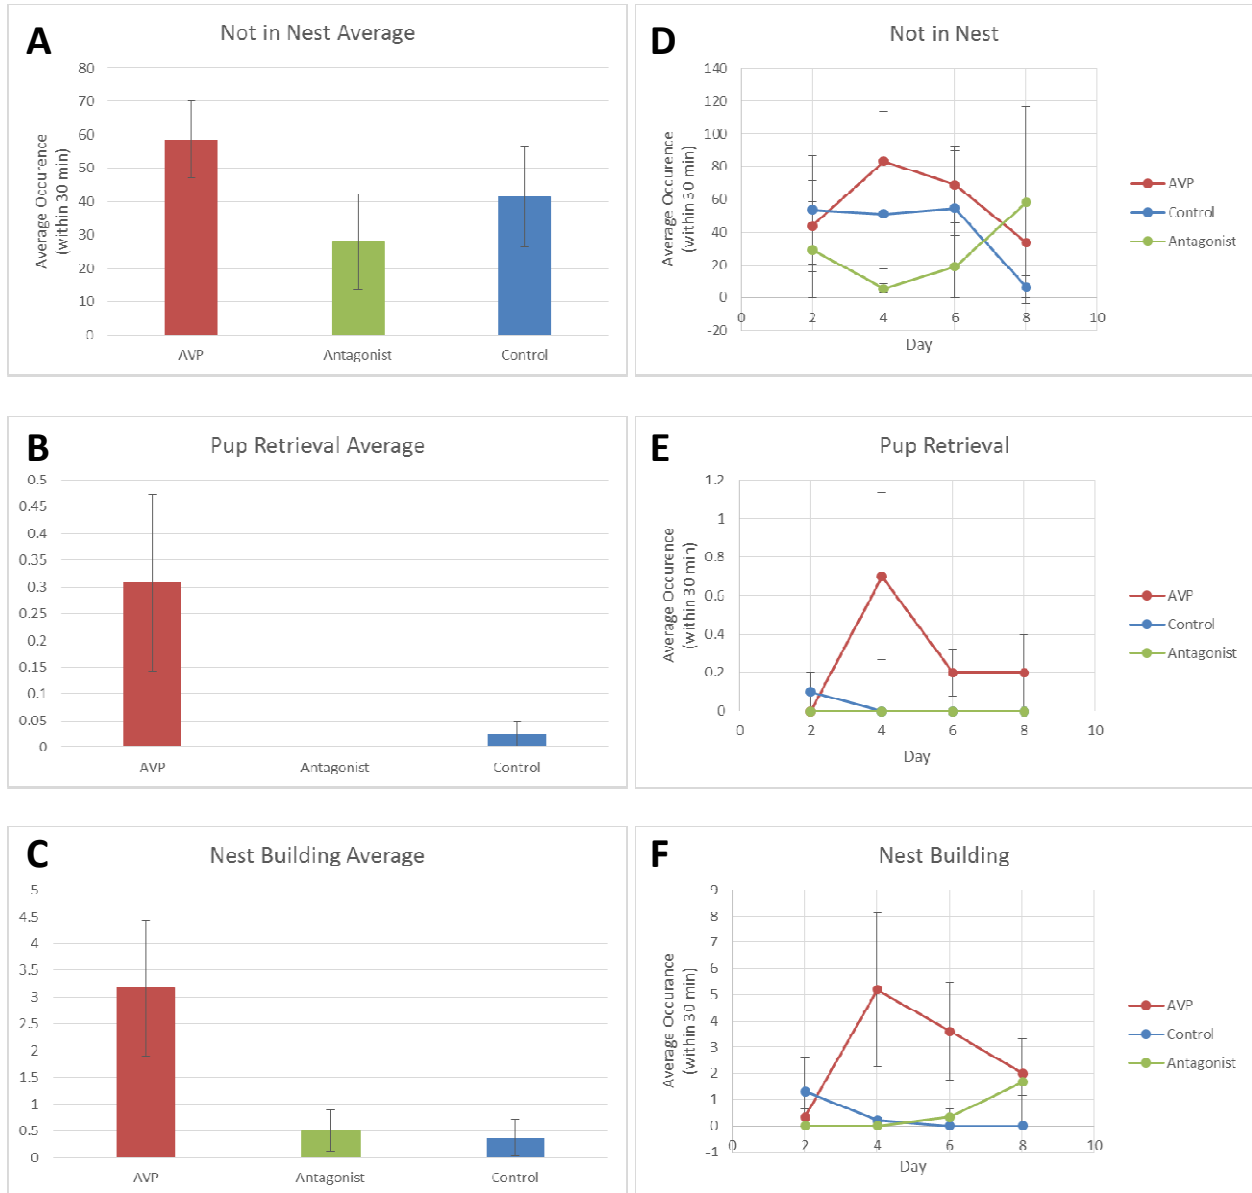 A
Not in Nest Average
Average Occurence
(within 30 min)
80
70
60
50
40
30
20
10
0
AVP
Antagonist
Control
D
Not in Nest
Average Occurence
(within 30 min)
140
120
100
80
60
40
20
0
-20
0
2
4
6
8
10
Day
AVP
Control
Antagonist
B
Pup Retrieval Average
0.5
0.45
0.4
0.35
0.3
0.25
0.2
0.15
0.1
0.05
0
AVP
Antagonist
Control
E
Pup Retrieval
Average Occurence
(within 30 min)
1.2
1
0.8
0.6
0.4
0.2
0
0
2
4
6
8
10
Day
AVP
Control
Antagonist
C
Nest Building Average
5
4.5
4
3.5
3
2.5
2
1.5
1
0.5
0
AVP
Antagonist
Control
F
Nest Building
Average Occurance
(within 30 min)
9
8
7
6
5
4
3
2
1
0
-1
0
2
4
6
8
10
Day
AVP
Control
Antagonist